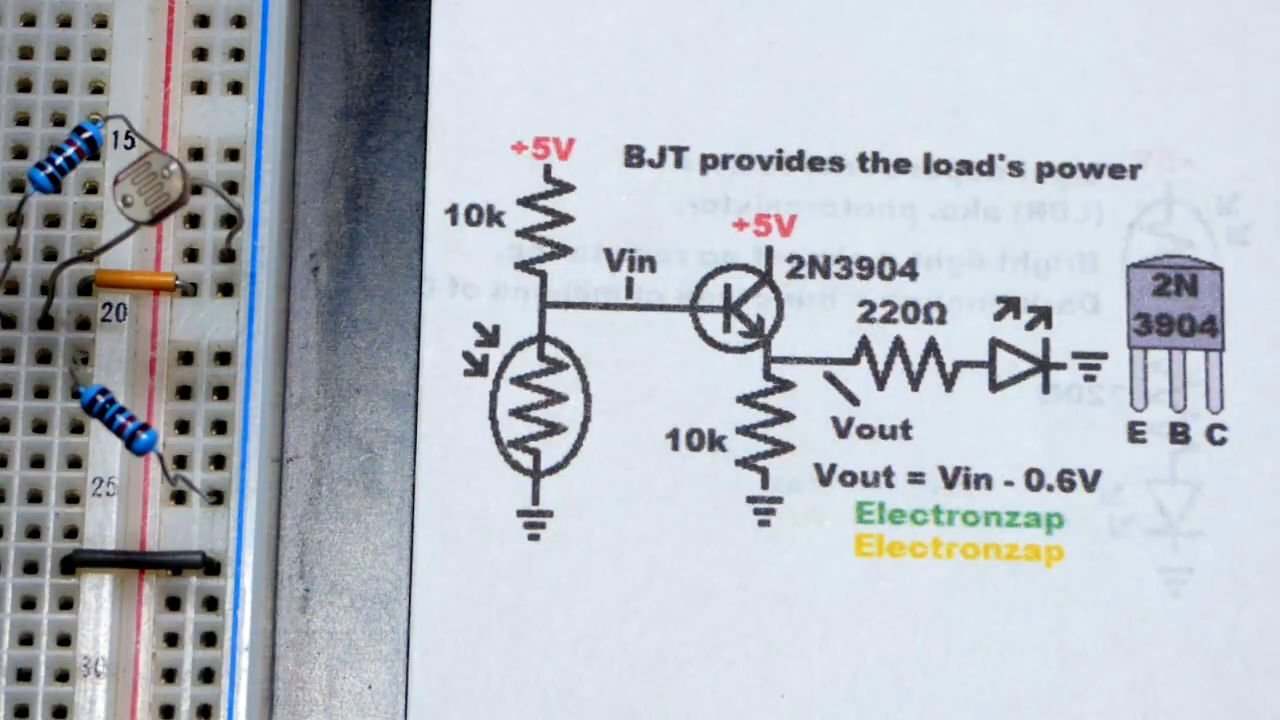 15
20
25
30
+5V
BJT provides the load's power
10k
+5V
Vin
2N3904
220Ω
2N
3904
Vout
10k
E B C
Vout = Vin - 0.6V
Electronzap
Electronzap